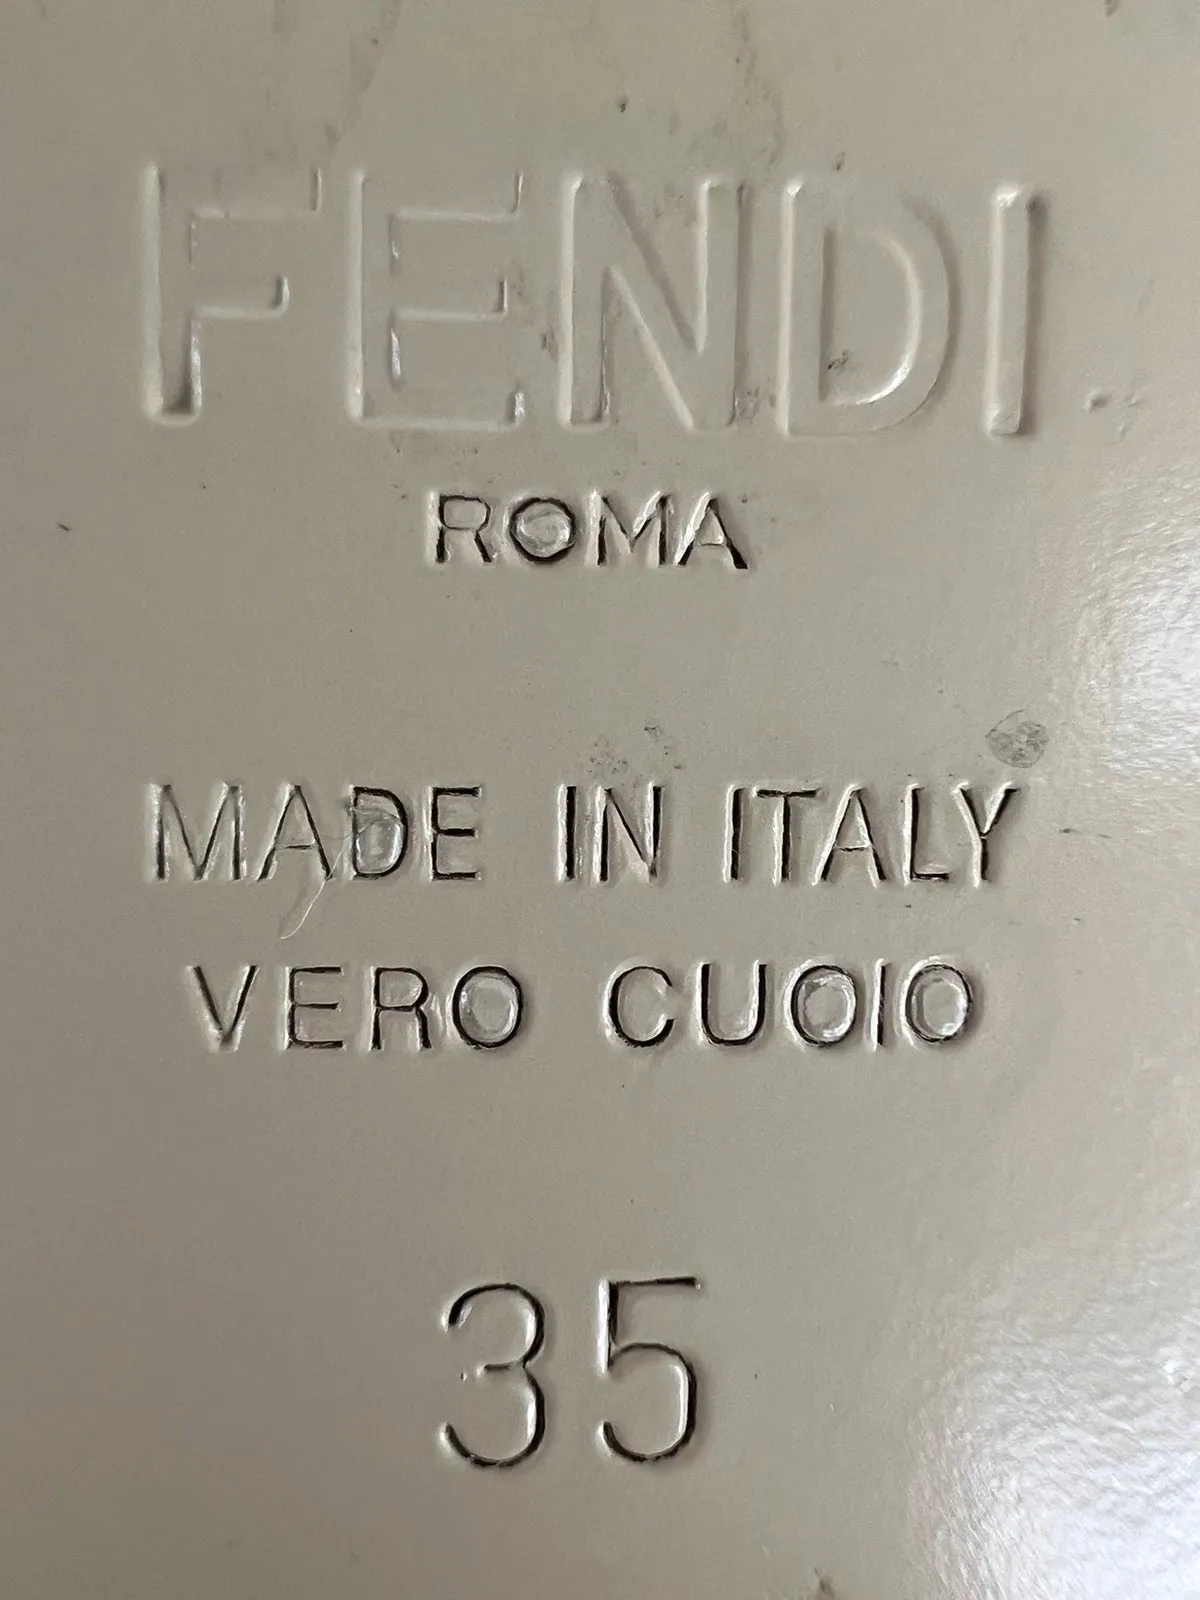 FENDI
ROMA
MADE IN ITALY
VERO CUOIO
35